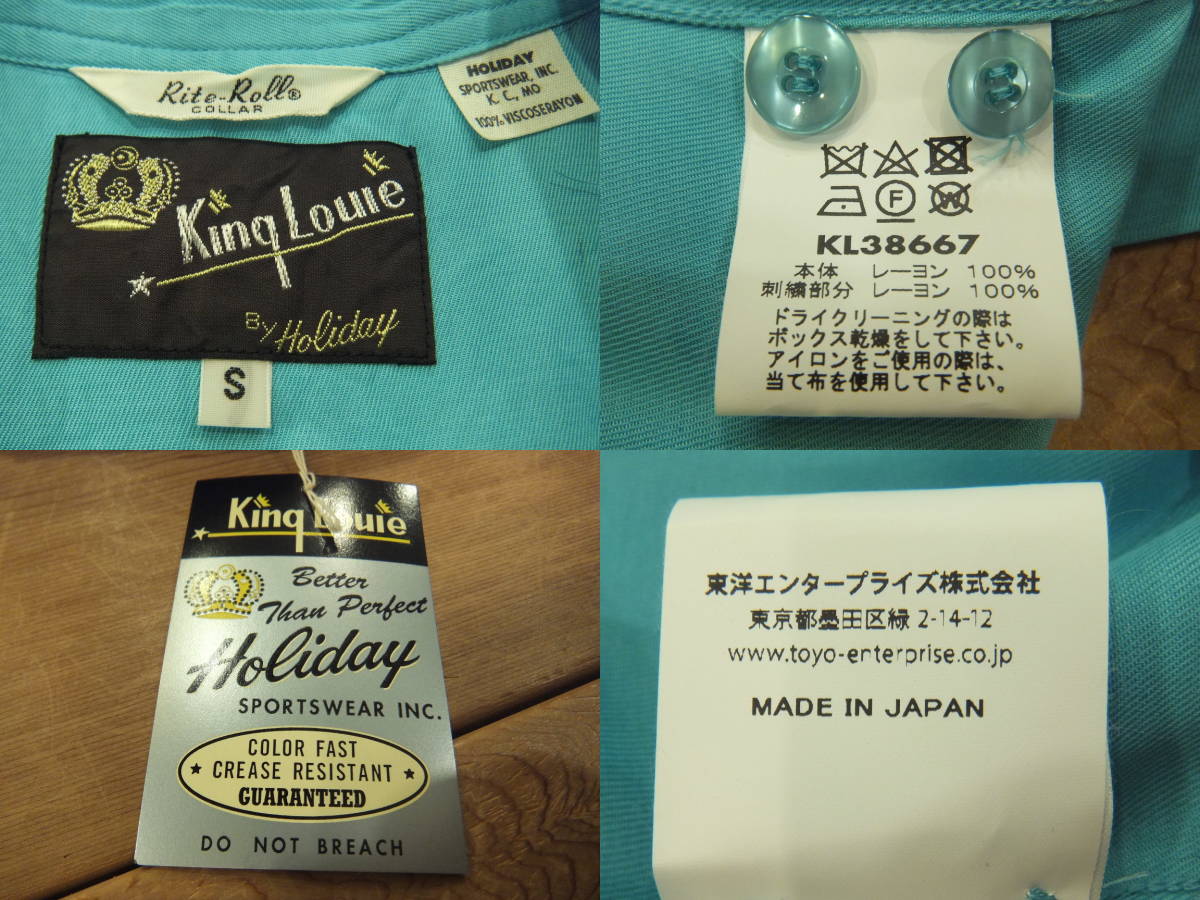 Rite-Roll®
COLLAR
HOLIDAY
SPORTSWEAR, INC.
K. C., MO
100% VISCOSE RAYON
King Louie
By Holiday
S
F
W
KL38667
本体 レーヨン 100%
刺繍部分 レーヨン 100%
ドライクリーニングの際は
ボックス乾燥をして下さい。
アイロンをご使用の際は、
当て布を使用して下さい。
King Louie
Better
Than Perfect
Holiday
SPORTSWEAR INC.
COLOR FAST
CREASE RESISTANT
GUARANTEED
DO NOT BREACH
東洋エンタープライズ株式会社
東京都墨田区緑 2-14-12
www.toyo-enterprise.co.jp
MADE IN JAPAN